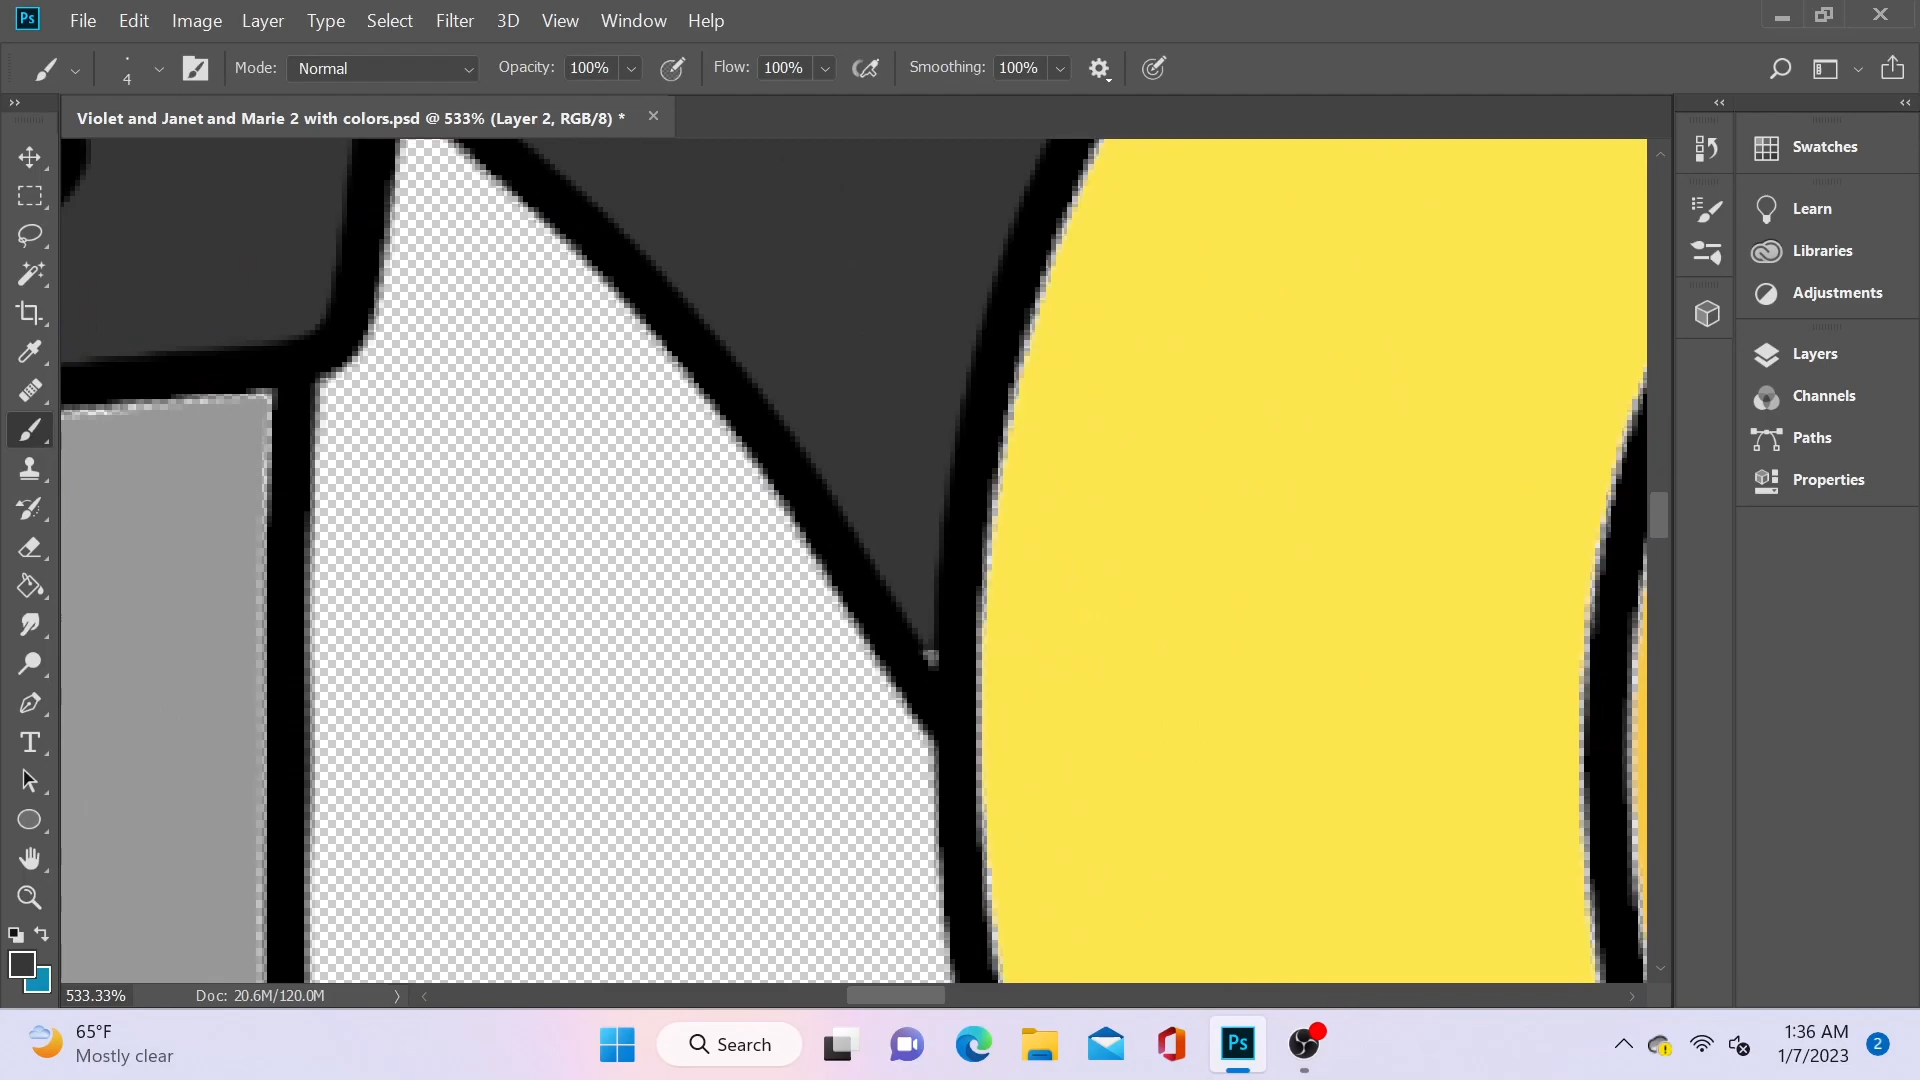 Ps File Edit Image Layer Type Select Filter 3D View Window Help
4 Mode: Normal Opacity: 100% Flow: 100% Smoothing: 100%
Violet and Janet and Marie 2 with colors.psd @ 533% (Layer 2, RGB/8) *
Swatches
Learn
Libraries
Adjustments
Layers
Channels
Paths
Properties
533.33% Doc: 20.6M/120.0M
65°F
Mostly clear
Search
Ps
1:36 AM
1/7/2023
2